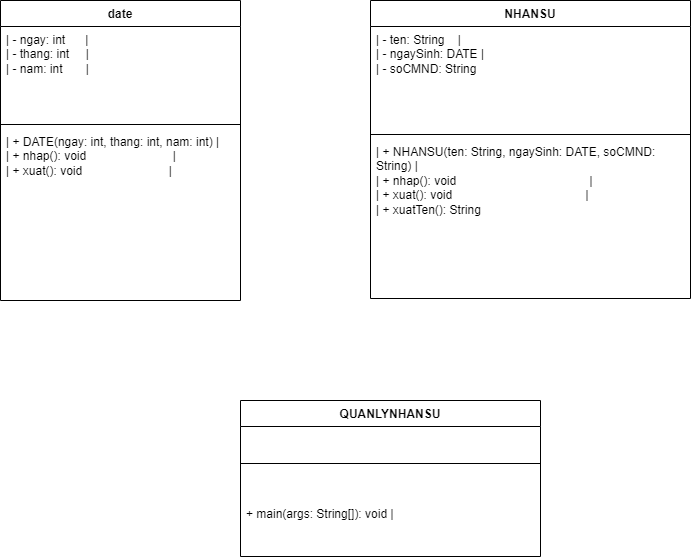 date
| - ngay: int |
| - thang: int |
| - nam: int |
| + DATE(ngay: int, thang: int, nam: int) |
| + nhap(): void |
| + xuat(): void |
NHANSU
| - ten: String |
| - ngaySinh: DATE |
| - soCMND: String
| + NHANSU(ten: String, ngaySinh: DATE, soCMND:
String) |
| + nhap(): void |
| + xuat(): void |
| + xuatTen(): String
QUANLYNHANSU
+ main(args: String[]): void |